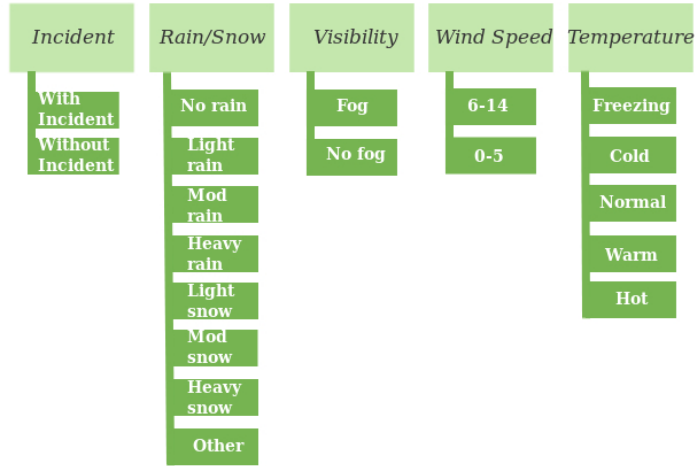 Incident
With
Incident
Without
Incident
Rain/Snow
No rain
Light
rain
Mod
rain
Heavy
rain
Light
snow
Mod
snow
Heavy
snow
Other
Visibility
Fog
No fog
Wind Speed
6-14
0-5
Temperature
Freezing
Cold
Normal
Warm
Hot